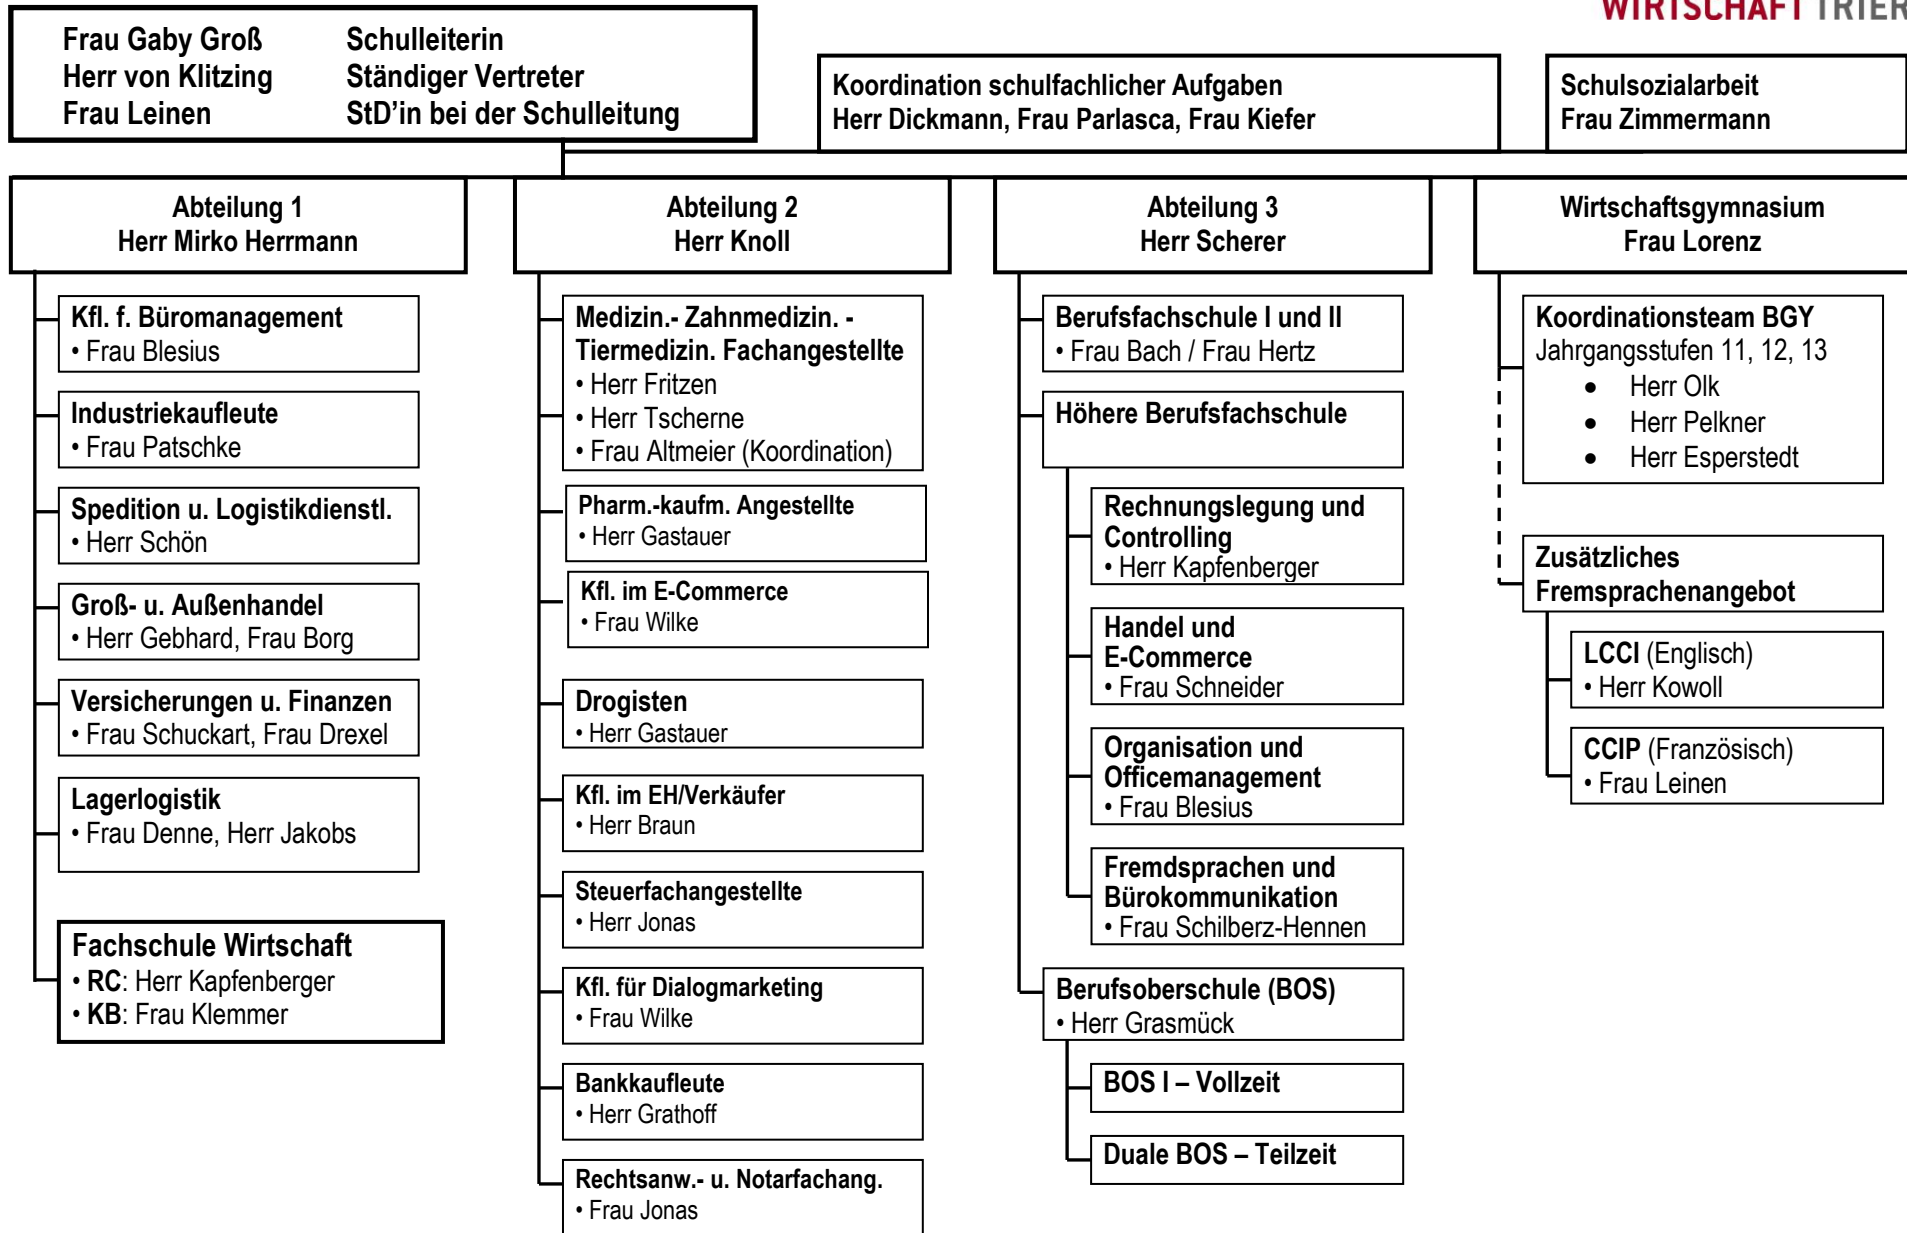 WIRTSCHAFT TRIER
Frau Gaby Groß Schulleiterin
Herr von Klitzing Ständiger Vertreter
Frau Leinen StD’in bei der Schulleitung
Koordination schulfachlicher Aufgaben
Herr Dickmann, Frau Parlasca, Frau Kiefer
Schulsozialarbeit
Frau Zimmermann
Abteilung 1
Herr Mirko Herrmann
Kfl. f. Büromanagement
• Frau Blesius
Industriekaufleute
• Frau Patschke
Spedition u. Logistikdienstl.
• Herr Schön
Groß- u. Außenhandel
• Herr Gebhard, Frau Borg
Versicherungen u. Finanzen
• Frau Schuckart, Frau Drexel
Lagerlogistik
• Frau Denne, Herr Jakobs
Fachschule Wirtschaft
• RC: Herr Kapfenberger
• KB: Frau Klemmer
Abteilung 2
Herr Knoll
Medizin.- Zahnmedizin. -
Tiermedizin. Fachangestellte
• Herr Fritzen
• Herr Tscherne
• Frau Altmeier (Koordination)
Pharm.-kaufm. Angestellte
• Herr Gastauer
Kfl. im E-Commerce
• Frau Wilke
Drogisten
• Herr Gastauer
Kfl. im EH/Verkäufer
• Herr Braun
Steuerfachangestellte
• Herr Jonas
Kfl. für Dialogmarketing
• Frau Wilke
Bankkaufleute
• Herr Grathoff
Rechtsanw.- u. Notarfachang.
• Frau Jonas
Abteilung 3
Herr Scherer
Berufsfachschule I und II
• Frau Bach / Frau Hertz
Höhere Berufsfachschule
Rechnungslegung und
Controlling
• Herr Kapfenberger
Handel und
E-Commerce
• Frau Schneider
Organisation und
Officemanagement
• Frau Blesius
Fremdsprachen und
Bürokommunikation
• Frau Schilberz-Hennen
Berufsoberschule (BOS)
• Herr Grasmück
BOS I – Vollzeit
Duale BOS – Teilzeit
Wirtschaftsgymnasium
Frau Lorenz
Koordinationsteam BGY
Jahrgangsstufen 11, 12, 13
• Herr Olk
• Herr Pelkner
• Herr Esperstedt
Zusätzliches
Fremsprachenangebot
LCCI (Englisch)
• Herr Kowoll
CCIP (Französisch)
• Frau Leinen